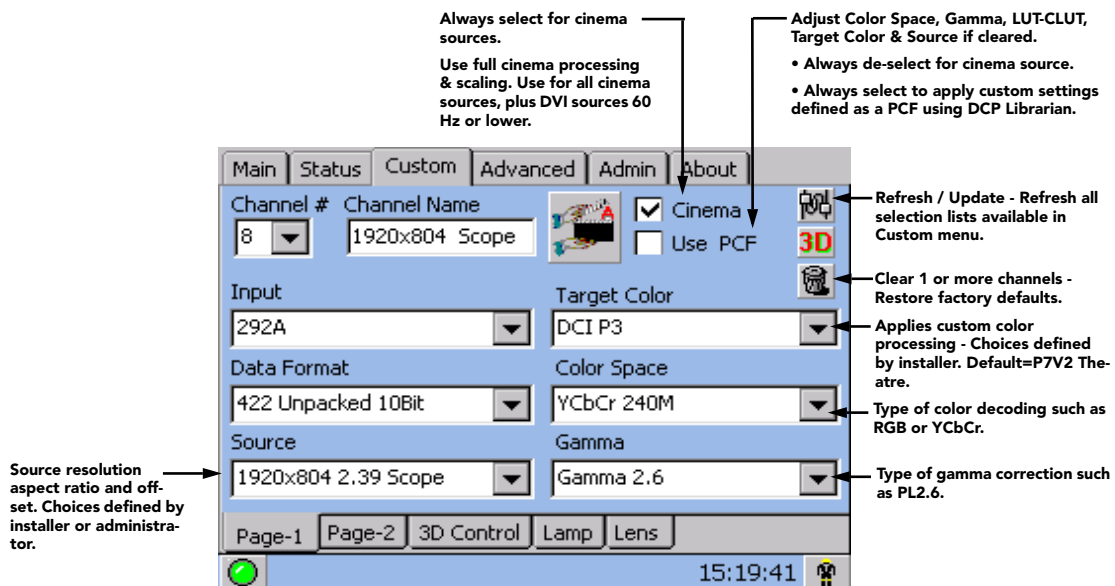 Always select for cinema
sources.
Use full cinema processing
& scaling. Use for all cinema
sources, plus DVI sources 60
Hz or lower.
Adjust Color Space, Gamma, LUT-CLUT,
Target Color & Source if cleared.
• Always de-select for cinema source.
• Always select to apply custom settings
defined as a PCF using DCP Librarian.
Main Status Custom Advanced Admin About
Channel # Channel Name
8 1920x804 Scope
A
Cinema
Use PCF
3D
Refresh / Update - Refresh all
selection lists available in
Custom menu.
Clear 1 or more channels -
Restore factory defaults.
Input
292A
Target Color
DCI P3
Applies custom color
processing - Choices defined
by installer. Default=P7V2 The-
atre.
Data Format
422 Unpacked 10Bit
Color Space
YCbCr 240M
Type of color decoding such as
RGB or YCbCr.
Source
1920x804 2.39 Scope
Gamma
Gamma 2.6
Source resolution
aspect ratio and off-
set. Choices defined by
installer or administra-
tor.
Type of gamma correction such
as PL2.6.
Page-1 Page-2 3D Control Lamp Lens
15:19:41